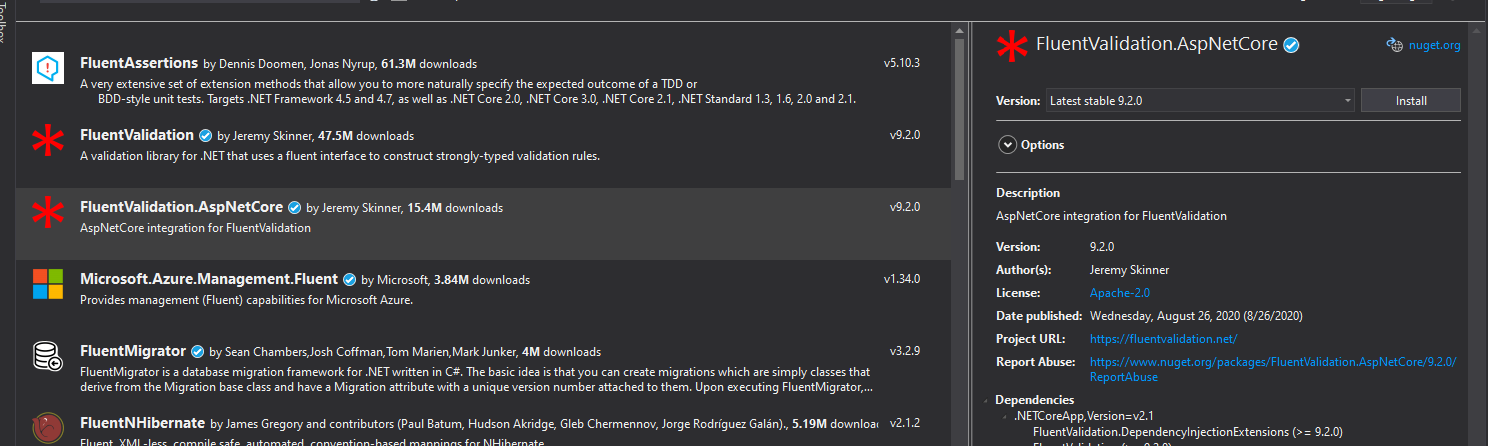 Toolbox
FluentAssertions by Dennis Doomen, Jonas Nyrup, 61.3M downloads v5.10.3
A very extensive set of extension methods that allow you to more naturally specify the expected outcome of a TDD or
BDD-style unit tests. Targets .NET Framework 4.5 and 4.7, as well as .NET Core 2.0, .NET Core 3.0, .NET Core 2.1, .NET Standard 1.3, 1.6, 2.0 and 2.1.
FluentValidation by Jeremy Skinner, 47.5M downloads v9.2.0
A validation library for .NET that uses a fluent interface to construct strongly-typed validation rules.
FluentValidation.AspNetCore by Jeremy Skinner, 15.4M downloads v9.2.0
AspNetCore integration for FluentValidation
Microsoft.Azure.Management.Fluent by Microsoft, 3.84M downloads v1.34.0
Provides management (Fluent) capabilities for Microsoft Azure.
FluentMigrator by Sean Chambers,Josh Coffman,Tom Marien,Mark Junker, 4M downloads v3.2.9
FluentMigrator is a database migration framework for .NET written in C#. The basic idea is that you can create migrations which are simply classes that
derive from the Migration base class and have a Migration attribute with a unique version number attached to them. Upon executing FluentMigrator,...
FluentNHibernate by James Gregory and contributors (Paul Batum, Hudson Akridge, Gleb Chermennov, Jorge Rodríguez Galán)., 5.19M downloac v2.1.2
Fluent, XML-less, compile safe, automated, convention-based mappings for NHibernate.
FluentValidation.AspNetCore nuget.org
Version: Latest stable 9.2.0 Install
Options
Description
AspNetCore integration for FluentValidation
Version: 9.2.0
Author(s): Jeremy Skinner
License: Apache-2.0
Date published: Wednesday, August 26, 2020 (8/26/2020)
Project URL: https://fluentvalidation.net/
Report Abuse: https://www.nuget.org/packages/FluentValidation.AspNetCore/9.2.0/
ReportAbuse
Dependencies
.NETCoreApp,Version=v2.1
FluentValidation.DependencyInjectionExtensions (>= 9.2.0)
FluentValidation (>= 9.2.0)